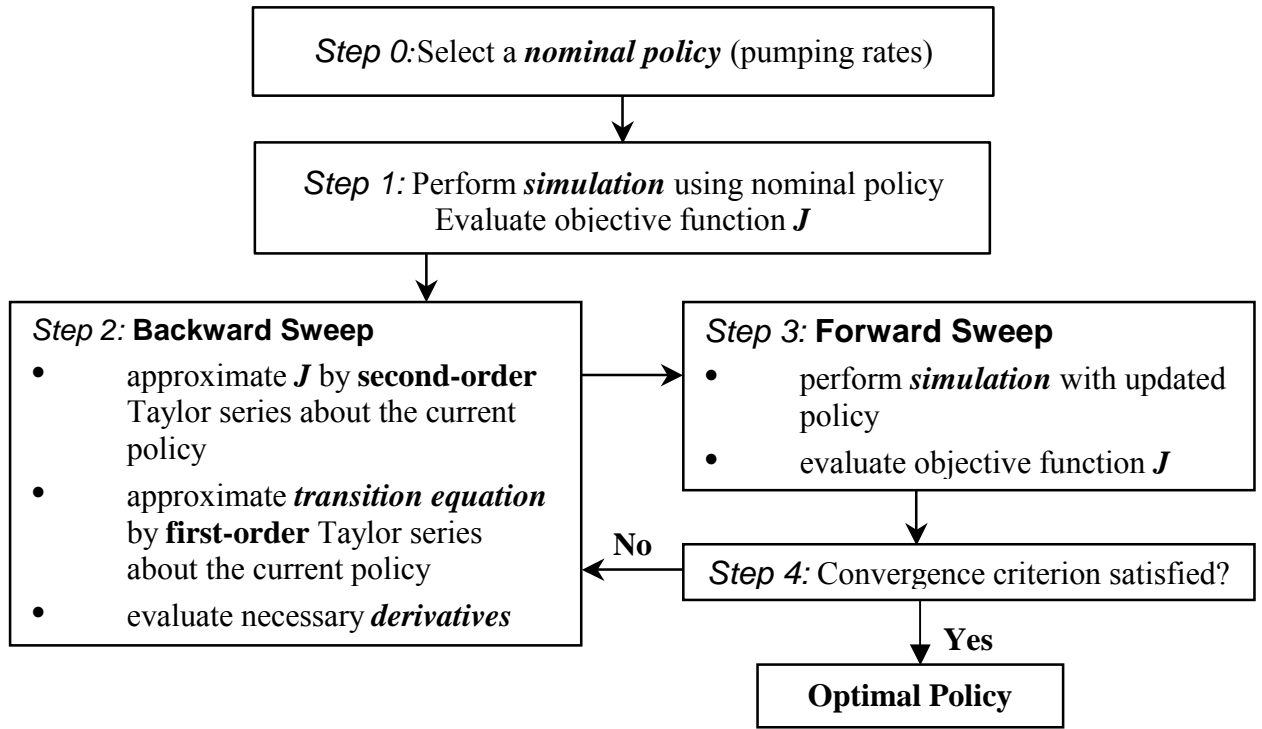 Step 0:Select a nominal policy (pumping rates)
Step 1: Perform simulation using nominal policy
Evaluate objective function J
Step 2: Backward Sweep
• approximate J by second-order
Taylor series about the current
policy
• approximate transition equation
by first-order Taylor series
about the current policy
• evaluate necessary derivatives
Step 3: Forward Sweep
• perform simulation with updated
policy
• evaluate objective function J
No
Step 4: Convergence criterion satisfied?
Yes
Optimal Policy